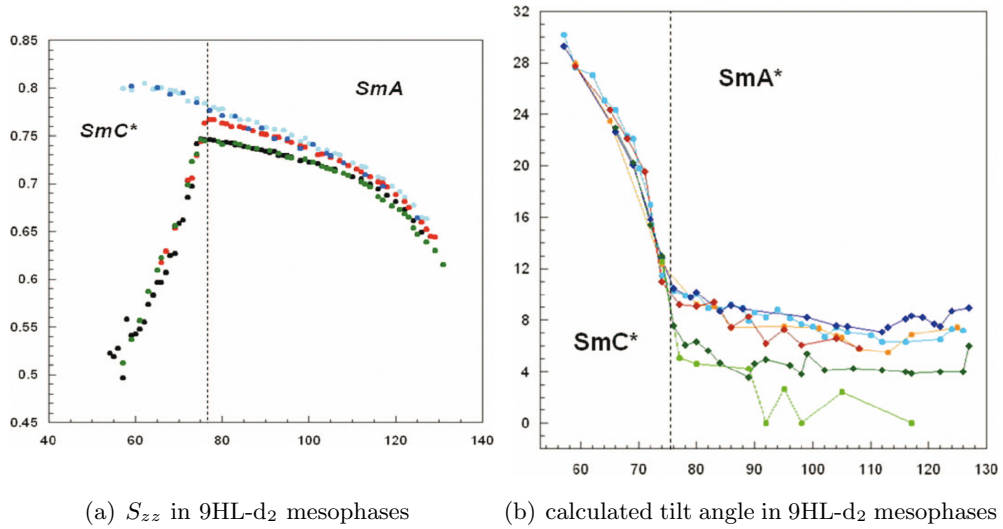 0.85
0.8
0.75
0.7
0.65
0.6
0.55
0.5
0.45
40 60 80 100 120 140
SmC*
SmA
32
28
24
20
16
12
8
4
0
60 70 80 90 100 110 120 130
SmA*
SmC*
(a) S_zz in 9HL-d₂ mesophases
(b) calculated tilt angle in 9HL-d₂ mesophases